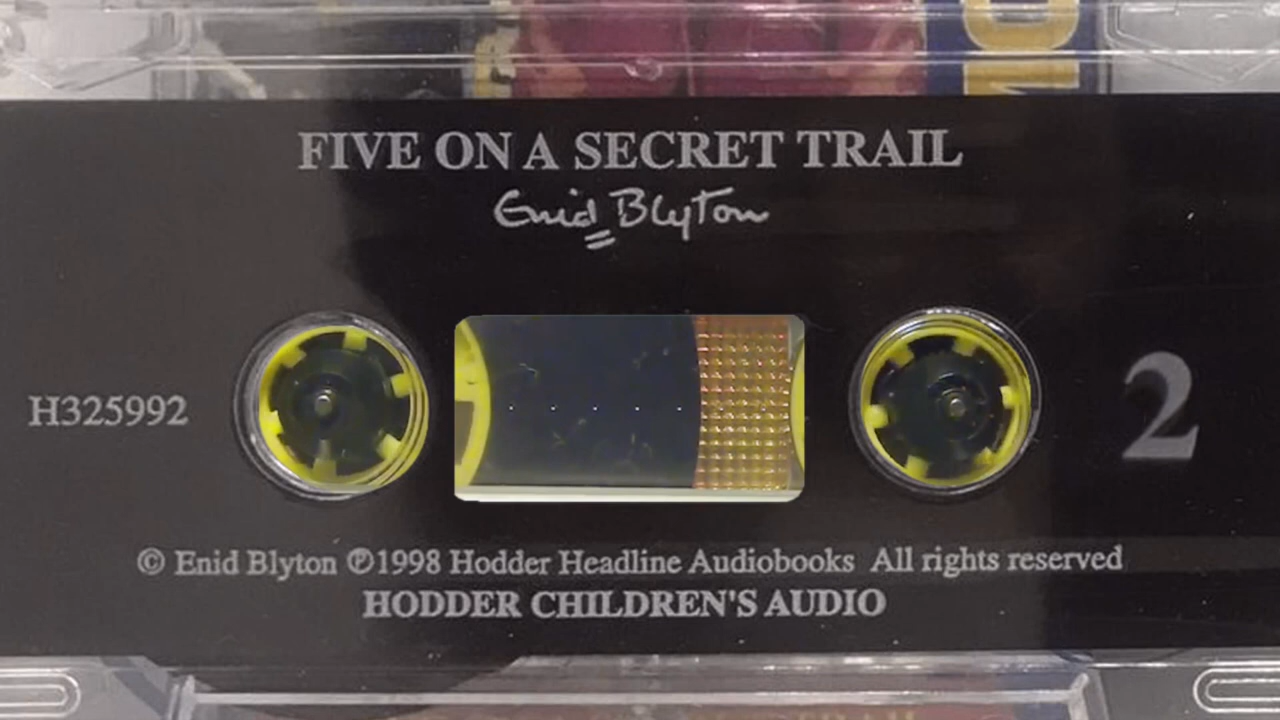 FIVE ON A SECRET TRAIL
Enid Blyton
H325992
2
© Enid Blyton ℗1998 Hodder Headline Audiobooks All rights reserved
HODDER CHILDREN'S AUDIO